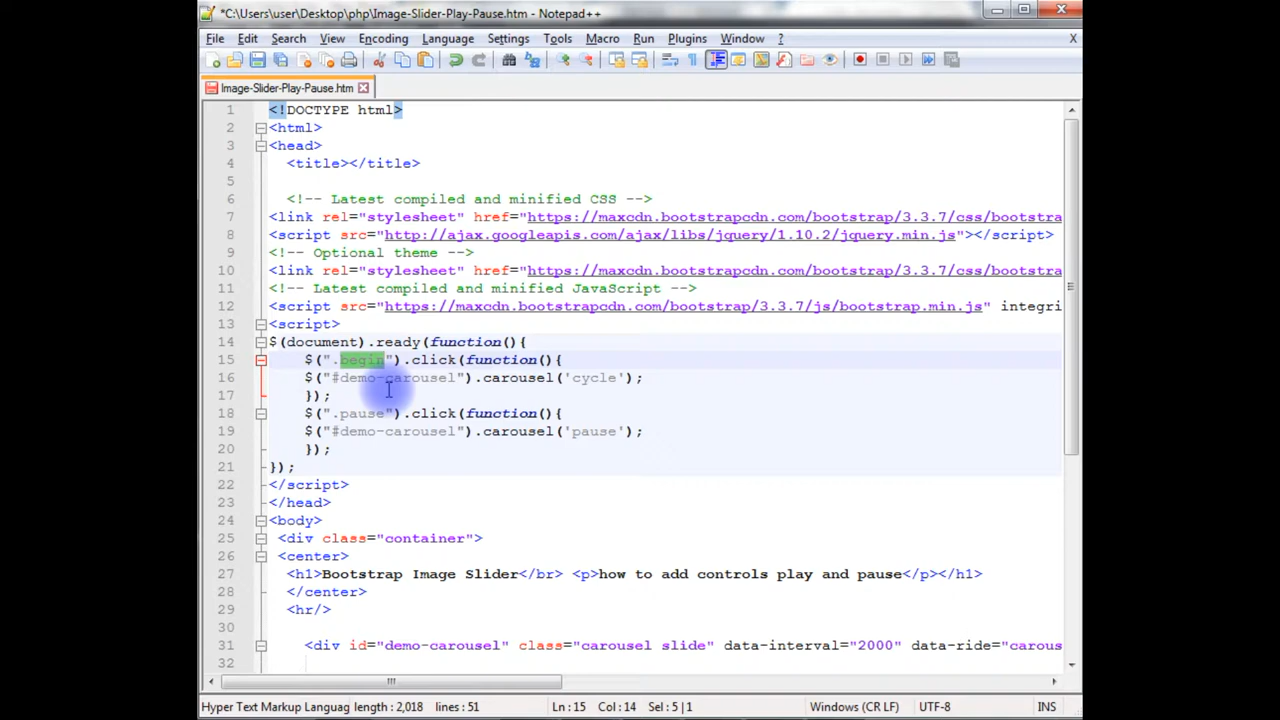 *C:\Users\user\Desktop\php\Image-Slider-Play-Pause.htm - Notepad++
File Edit Search View Encoding Language Settings Tools Macro Run Plugins Window ? X
Image-Slider-Play-Pause.htm
1 <!DOCTYPE html>
2 <html>
3 <head>
4 <title></title>
5
6 <!-- Latest compiled and minified CSS -->
7 <link rel="stylesheet" href="https://maxcdn.bootstrapcdn.com/bootstrap/3.3.7/css/bootstra
8 <script src="http://ajax.googleapis.com/ajax/libs/jquery/1.10.2/jquery.min.js"></script>
9 <!-- Optional theme -->
10 <link rel="stylesheet" href="https://maxcdn.bootstrapcdn.com/bootstrap/3.3.7/css/bootstra
11 <!-- Latest compiled and minified JavaScript -->
12 <script src="https://maxcdn.bootstrapcdn.com/bootstrap/3.3.7/js/bootstrap.min.js" integri
13 <script>
14 $(document).ready(function(){
15 $(".begin").click(function(){
16 $("#demo-carousel").carousel('cycle');
17 });
18 $(".pause").click(function(){
19 $("#demo-carousel").carousel('pause');
20 });
21 });
22 </script>
23 </head>
24 <body>
25 <div class="container">
26 <center>
27 <h1>Bootstrap Image Slider</br> <p>how to add controls play and pause</p></h1>
28 </center>
29 <hr/>
30
31 <div id="demo-carousel" class="carousel slide" data-interval="2000" data-ride="carous
32
Hyper Text Markup Languag length : 2,018 lines : 51 Ln : 15 Col : 14 Sel : 5 | 1 Windows (CR LF) UTF-8 INS